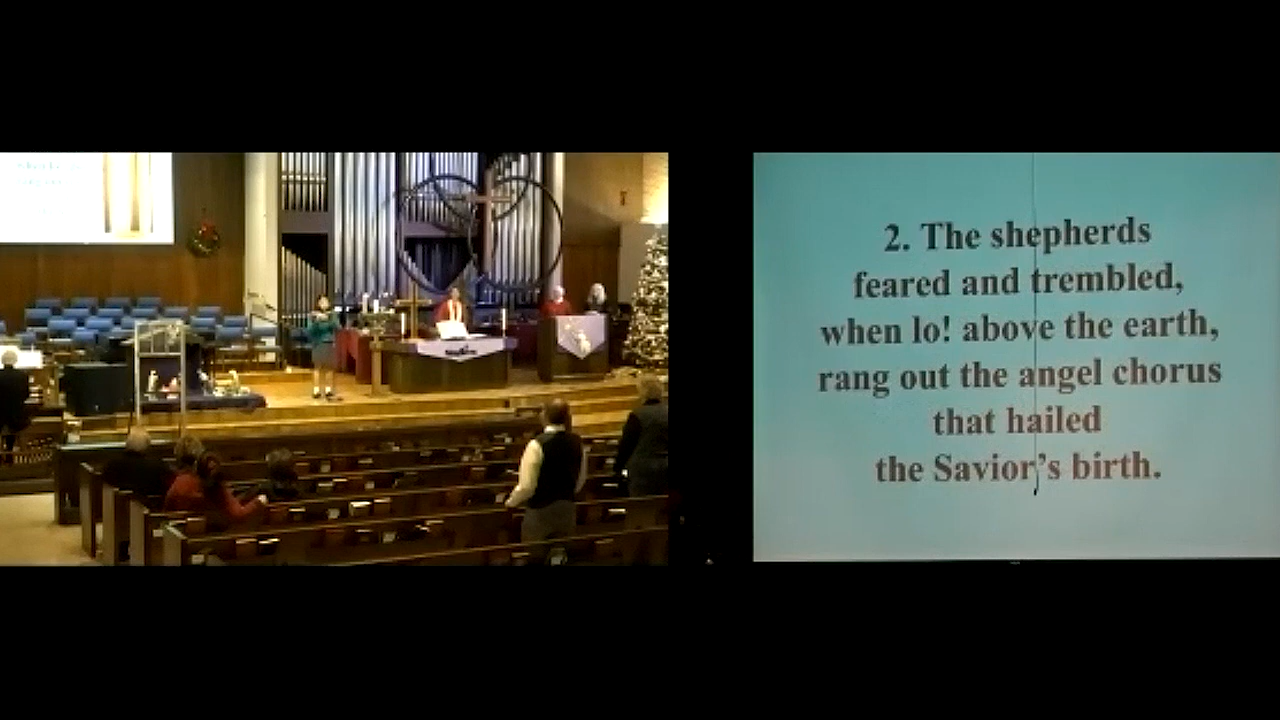 2. The shepherds
feared and trembled,
when lo! above the earth,
rang out the angel chorus
that hailed
the Savior's birth.